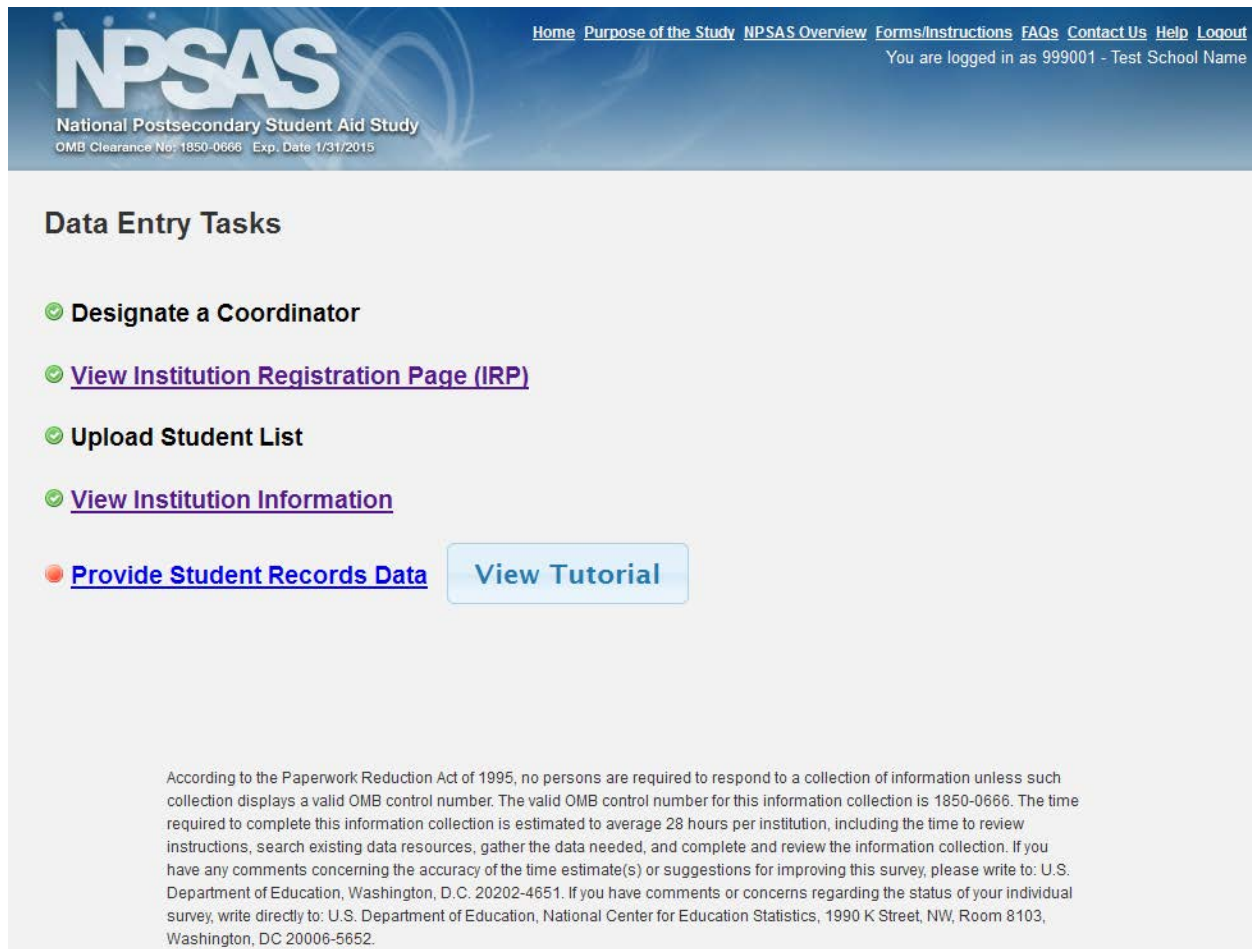 Home Purpose of the Study NPSAS Overview Forms/Instructions FAQs Contact Us Help Logout
You are logged in as 999001 - Test School Name
NPSAS
National Postsecondary Student Aid Study
OMB Clearance No: 1850-0666 Exp. Date 1/31/2015
Data Entry Tasks
Designate a Coordinator
View Institution Registration Page (IRP)
Upload Student List
View Institution Information
Provide Student Records Data View Tutorial
According to the Paperwork Reduction Act of 1995, no persons are required to respond to a collection of information unless such
collection displays a valid OMB control number. The valid OMB control number for this information collection is 1850-0666. The time
required to complete this information collection is estimated to average 28 hours per institution, including the time to review
instructions, search existing data resources, gather the data needed, and complete and review the information collection. If you
have any comments concerning the accuracy of the time estimate(s) or suggestions for improving this survey, please write to: U.S.
Department of Education, Washington, D.C. 20202-4651. If you have comments or concerns regarding the status of your individual
survey, write directly to: U.S. Department of Education, National Center for Education Statistics, 1990 K Street, NW, Room 8103,
Washington, DC 20006-5652.